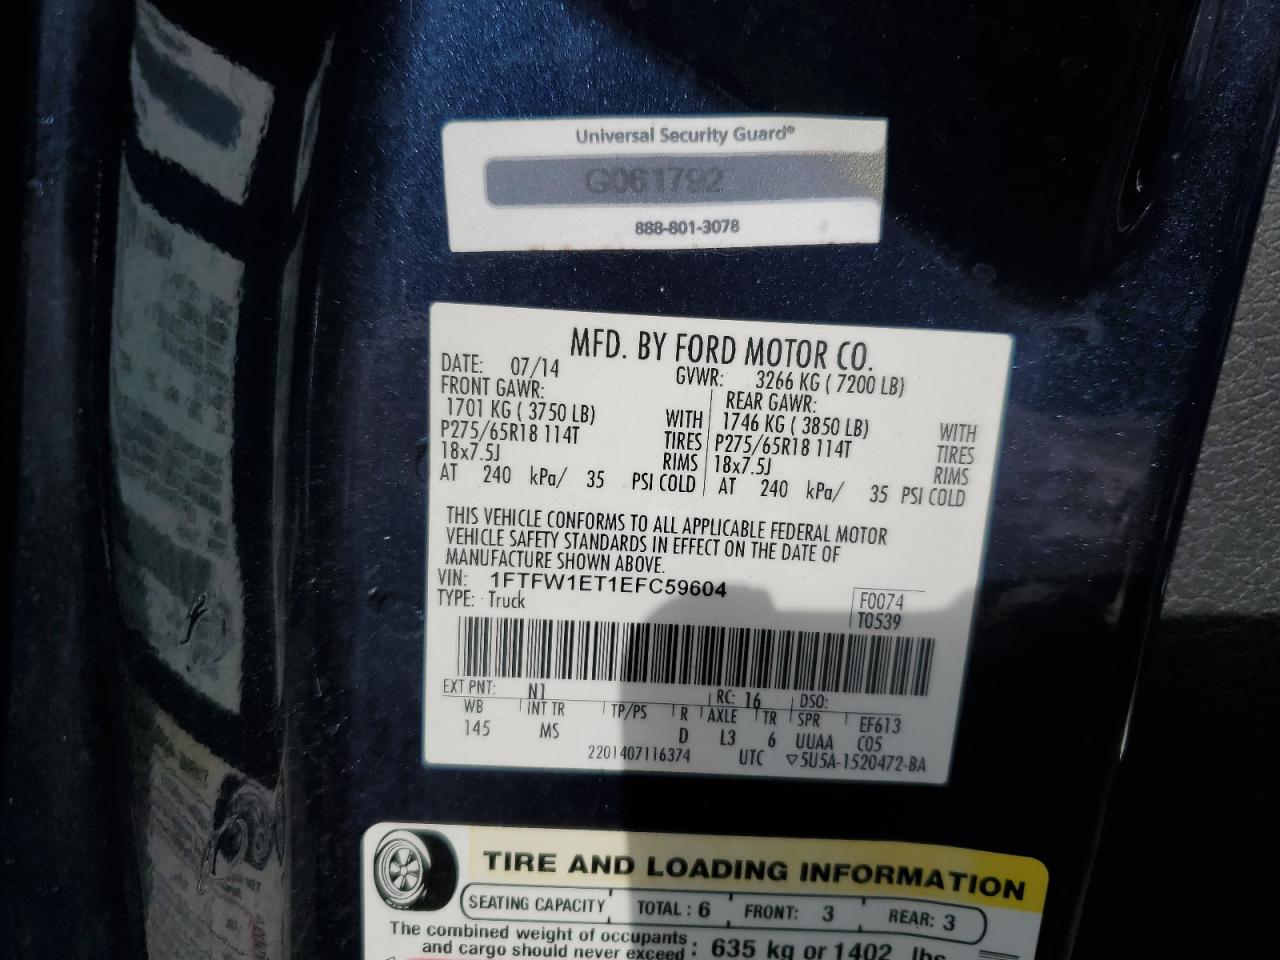 Universal Security Guard®
G061792
888-801-3078
MFD. BY FORD MOTOR CO.
DATE: 07/14 GVWR: 3266 KG ( 7200 LB)
FRONT GAWR: REAR GAWR:
1701 KG ( 3750 LB) WITH 1746 KG ( 3850 LB) WITH
P275/65R18 114T TIRES P275/65R18 114T TIRES
18x7.5J RIMS 18x7.5J RIMS
AT 240 kPa/ 35 PSI COLD AT 240 kPa/ 35 PSI COLD
THIS VEHICLE CONFORMS TO ALL APPLICABLE FEDERAL MOTOR
VEHICLE SAFETY STANDARDS IN EFFECT ON THE DATE OF
MANUFACTURE SHOWN ABOVE.
VIN: 1FTFW1ET1EFC59604
TYPE: Truck F0074
T0539
EXT PNT: N1 RC: 16 DSO:
WB INT TR TP/PS R AXLE TR SPR EF613
145 MS D L3 6 UUAA C05
2201407116374 UTC ▽5U5A-1520472-BA
TIRE AND LOADING INFORMATION
SEATING CAPACITY TOTAL : 6 FRONT: 3 REAR: 3
The combined weight of occupants
and cargo should never exceed : 635 kg or 1402 lbs